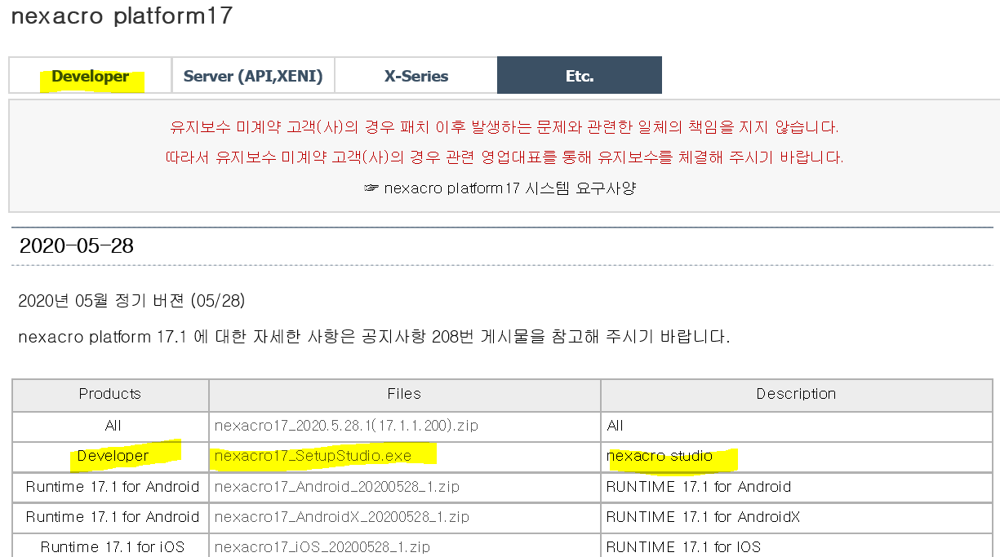 nexacro platform17
Developer Server (API,XENI) X-Series Etc.
유지보수 미계약 고객(사)의 경우 패치 이후 발생하는 문제와 관련한 일체의 책임을 지지 않습니다.
따라서 유지보수 미계약 고객(사)의 경우 관련 영업대표를 통해 유지보수를 체결해 주시기 바랍니다.
☞ nexacro platform17 시스템 요구사양
2020-05-28
2020년 05월 정기 버젼 (05/28)
nexacro platform 17.1 에 대한 자세한 사항은 공지사항 208번 게시물을 참고해 주시기 바랍니다.
Products Files Description
All nexacro17_2020.5.28.1(17.1.1.200).zip All
Developer nexacro17_SetupStudio.exe nexacro studio
Runtime 17.1 for Android nexacro17_Android_20200528_1.zip RUNTIME 17.1 for Android
Runtime 17.1 for Android nexacro17_AndroidX_20200528_1.zip RUNTIME 17.1 for AndroidX
Runtime 17.1 for iOS nexacro17_iOS_20200528_1.zip RUNTIME 17.1 for IOS